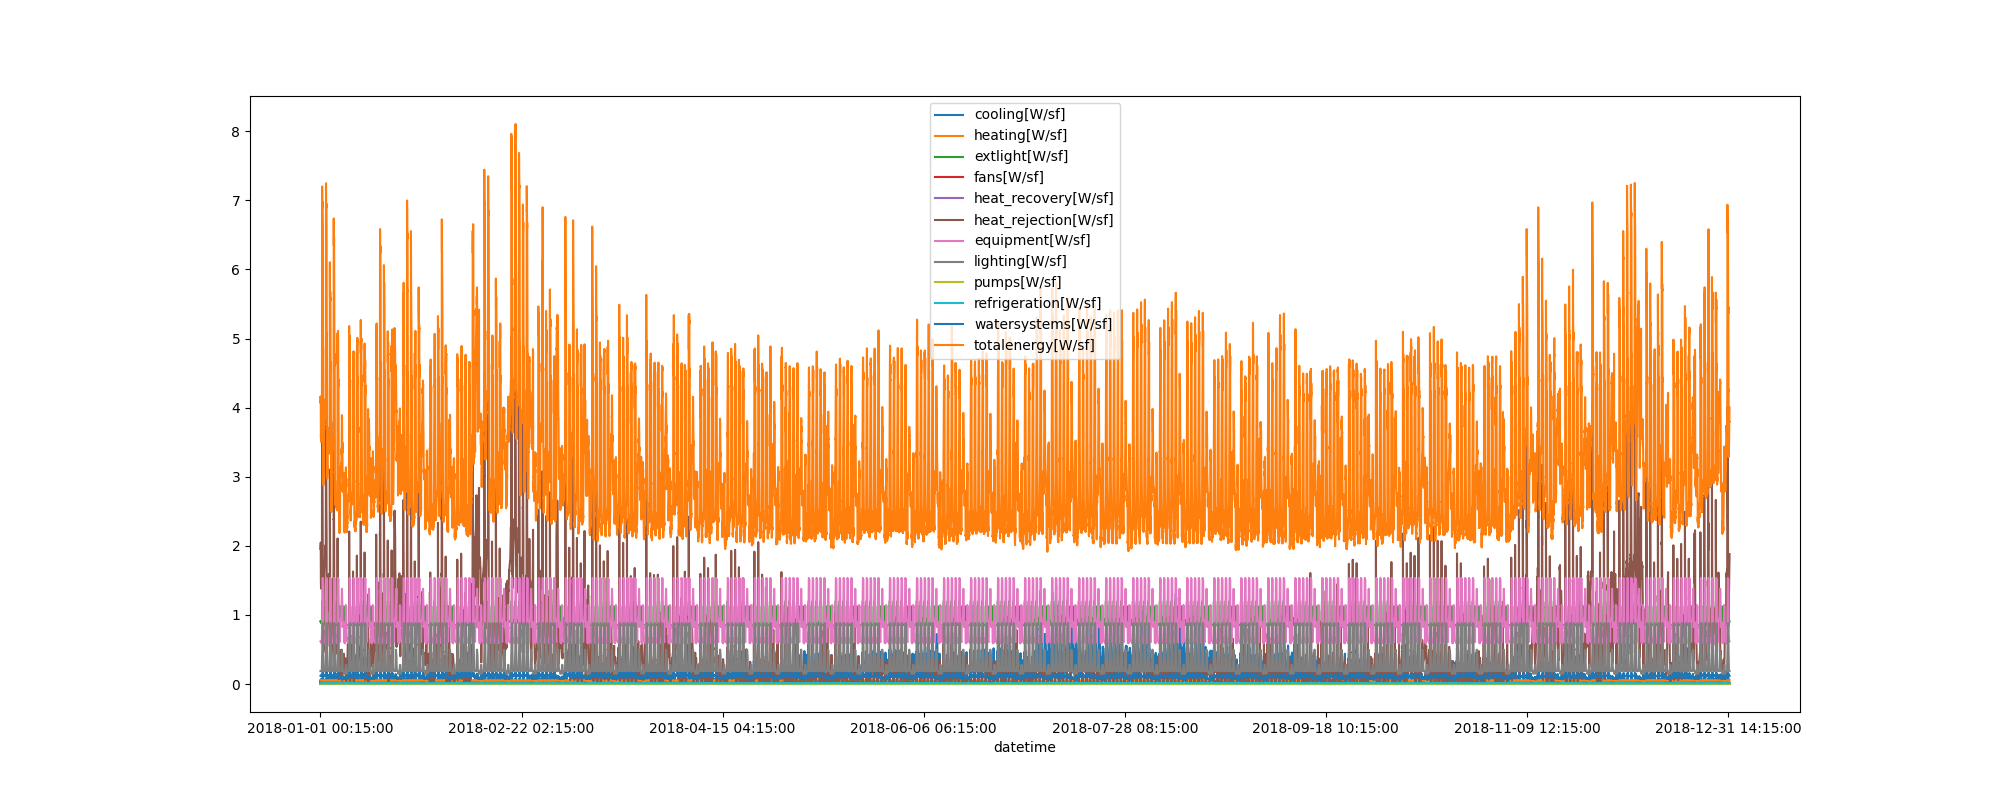 8
7
6
5
4
3
2
1
0
cooling[W/sf]
heating[W/sf]
extlight[W/sf]
fans[W/sf]
heat_recovery[W/sf]
heat_rejection[W/sf]
equipment[W/sf]
lighting[W/sf]
pumps[W/sf]
refrigeration[W/sf]
watersystems[W/sf]
totalenergy[W/sf]
2018-01-01 00:15:00 2018-02-22 02:15:00 2018-04-15 04:15:00 2018-06-06 06:15:00 2018-07-28 08:15:00 2018-09-18 10:15:00 2018-11-09 12:15:00 2018-12-31 14:15:00
datetime